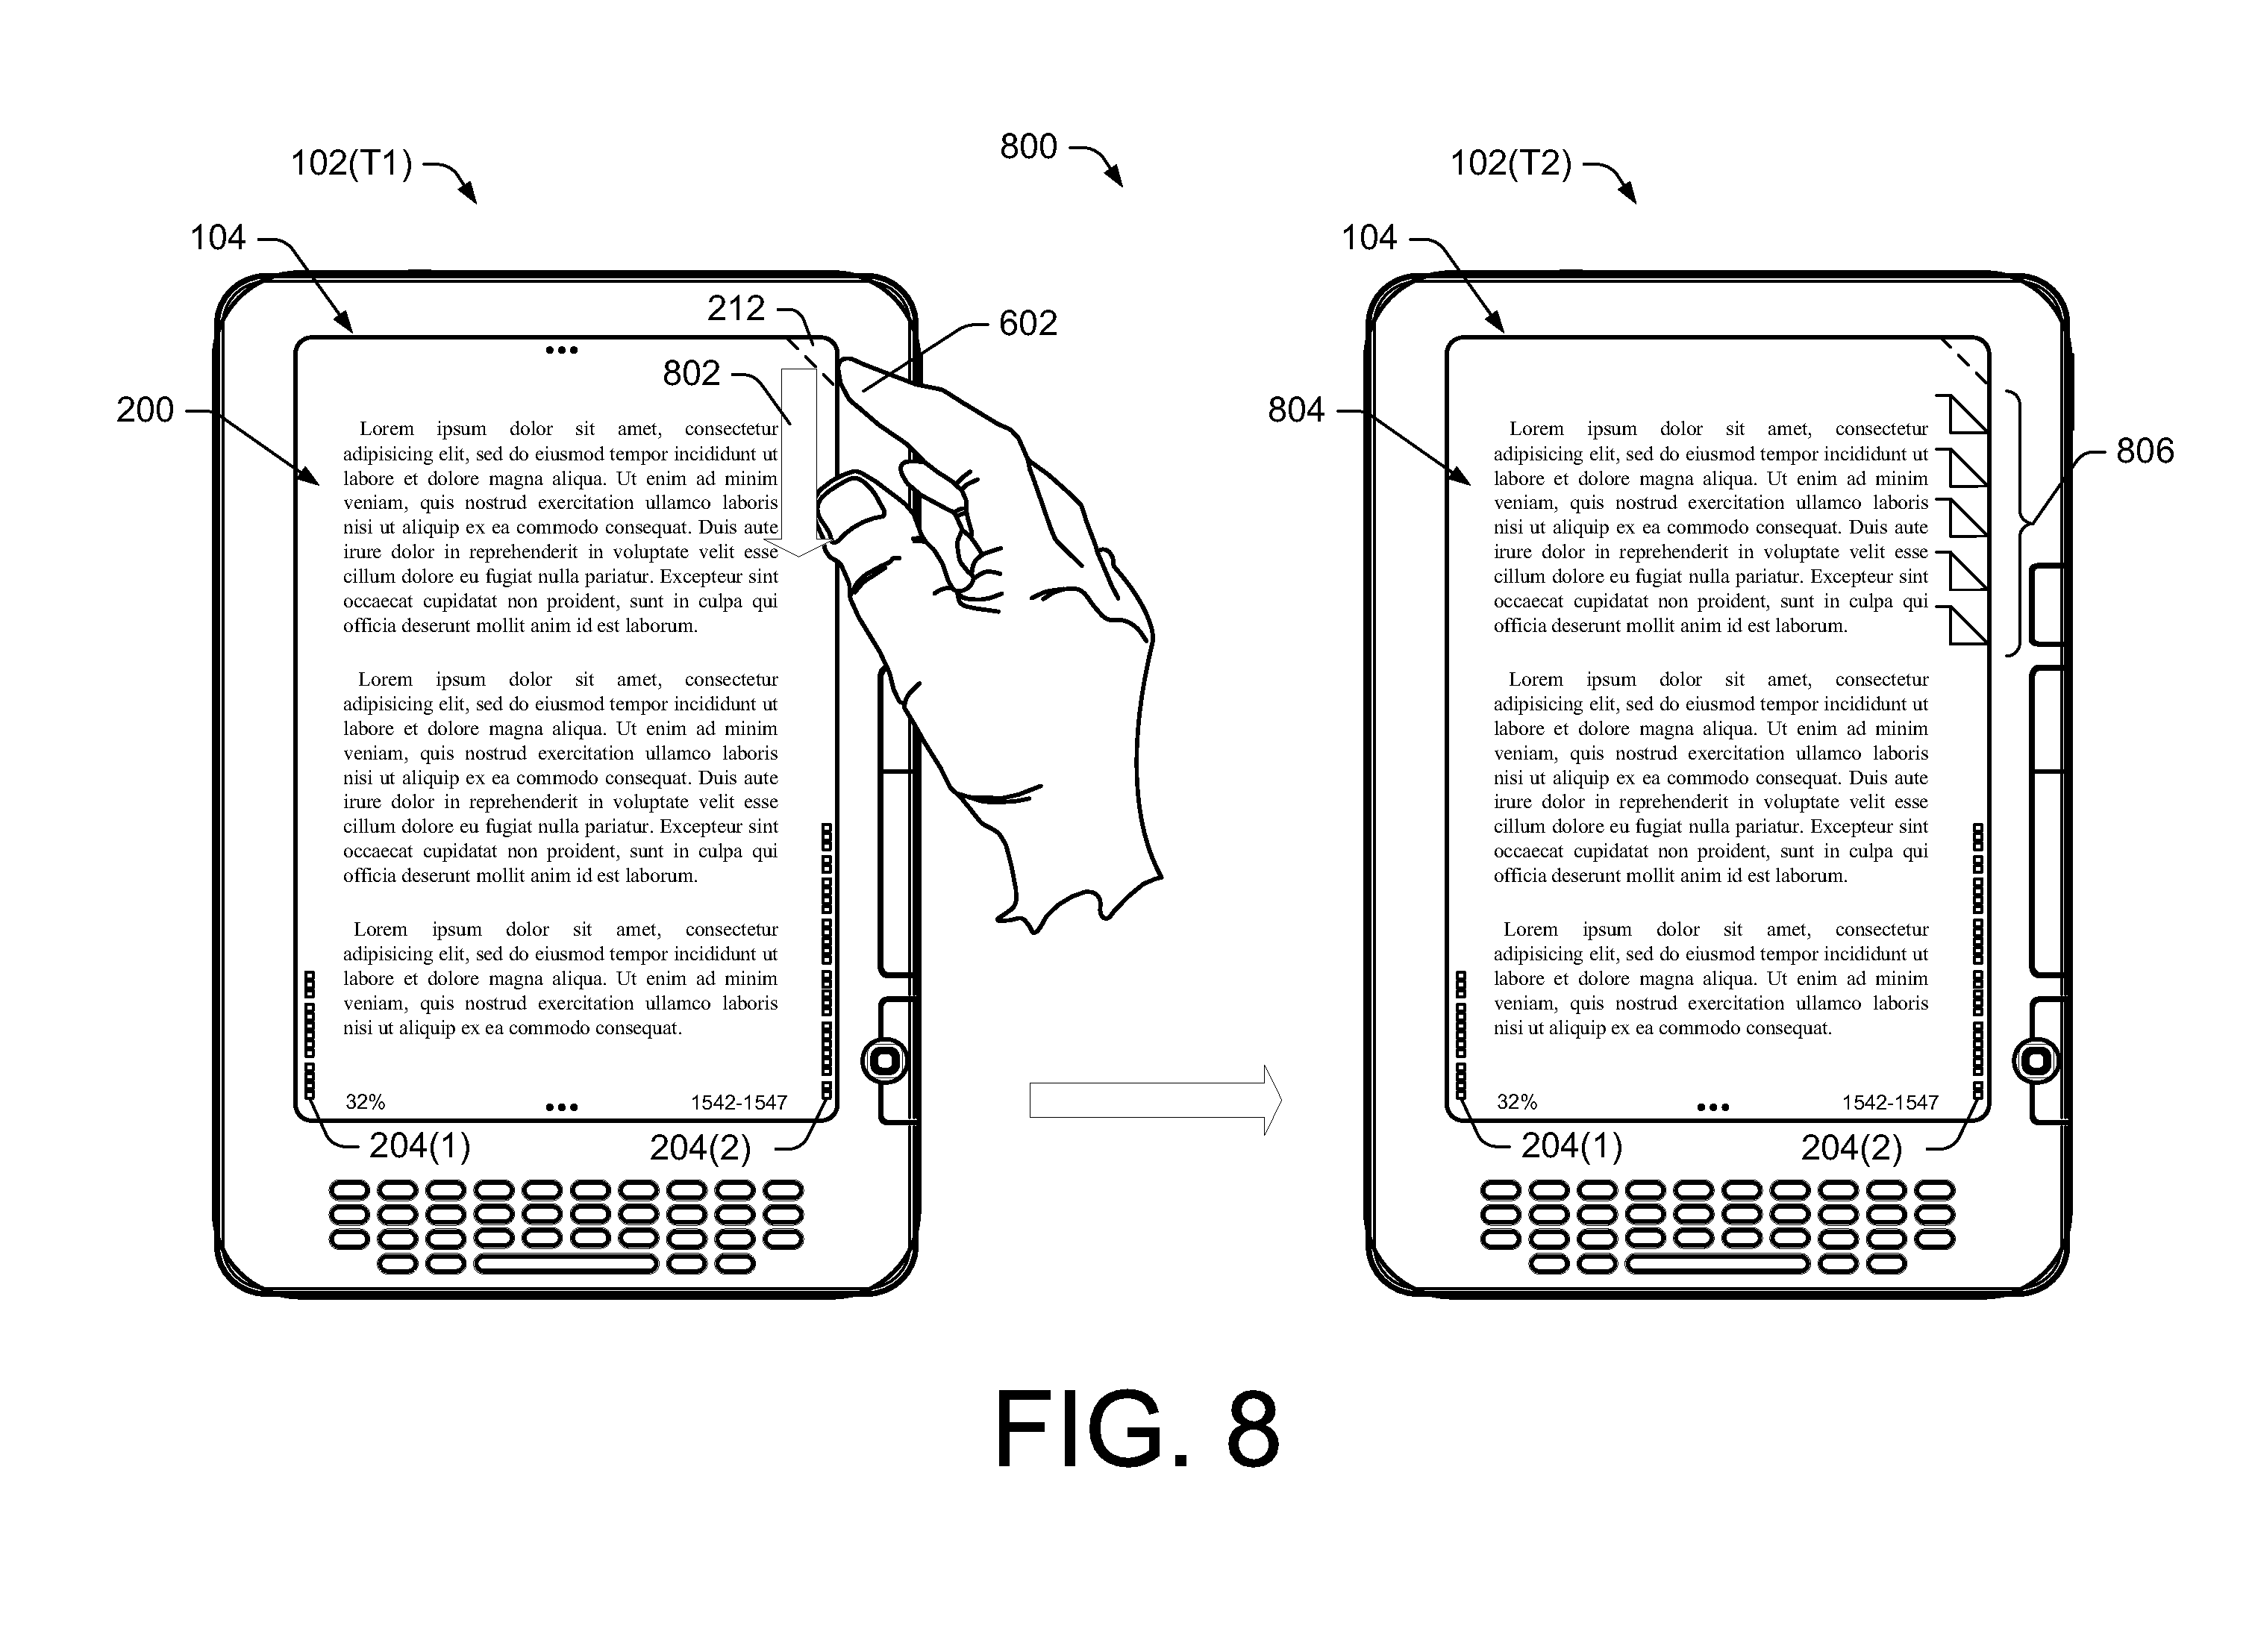 800
102(T1)
102(T2)
104
104
212
602
802
200
804
806
Lorem ipsum dolor sit amet, consectetur
adipisicing elit, sed do eiusmod tempor incididunt ut
labore et dolore magna aliqua. Ut enim ad minim
veniam, quis nostrud exercitation ullamco laboris
nisi ut aliquip ex ea commodo consequat. Duis aute
irure dolor in reprehenderit in voluptate velit esse
cillum dolore eu fugiat nulla pariatur. Excepteur sint
occaecat cupidatat non proident, sunt in culpa qui
officia deserunt mollit anim id est laborum.
Lorem ipsum dolor sit amet, consectetur
adipisicing elit, sed do eiusmod tempor incididunt ut
labore et dolore magna aliqua. Ut enim ad minim
veniam, quis nostrud exercitation ullamco laboris
nisi ut aliquip ex ea commodo consequat. Duis aute
irure dolor in reprehenderit in voluptate velit esse
cillum dolore eu fugiat nulla pariatur. Excepteur sint
occaecat cupidatat non proident, sunt in culpa qui
officia deserunt mollit anim id est laborum.
Lorem ipsum dolor sit amet, consectetur
adipisicing elit, sed do eiusmod tempor incididunt ut
labore et dolore magna aliqua. Ut enim ad minim
veniam, quis nostrud exercitation ullamco laboris
nisi ut aliquip ex ea commodo consequat.
32% ••• 1542-1547
204(1) 204(2)
Lorem ipsum dolor sit amet, consectetur
adipisicing elit, sed do eiusmod tempor incididunt ut
labore et dolore magna aliqua. Ut enim ad minim
veniam, quis nostrud exercitation ullamco laboris
nisi ut aliquip ex ea commodo consequat. Duis aute
irure dolor in reprehenderit in voluptate velit esse
cillum dolore eu fugiat nulla pariatur. Excepteur sint
occaecat cupidatat non proident, sunt in culpa qui
officia deserunt mollit anim id est laborum.
Lorem ipsum dolor sit amet, consectetur
adipisicing elit, sed do eiusmod tempor incididunt ut
labore et dolore magna aliqua. Ut enim ad minim
veniam, quis nostrud exercitation ullamco laboris
nisi ut aliquip ex ea commodo consequat. Duis aute
irure dolor in reprehenderit in voluptate velit esse
cillum dolore eu fugiat nulla pariatur. Excepteur sint
occaecat cupidatat non proident, sunt in culpa qui
officia deserunt mollit anim id est laborum.
Lorem ipsum dolor sit amet, consectetur
adipisicing elit, sed do eiusmod tempor incididunt ut
labore et dolore magna aliqua. Ut enim ad minim
veniam, quis nostrud exercitation ullamco laboris
nisi ut aliquip ex ea commodo consequat.
32% ••• 1542-1547
204(1) 204(2)
FIG. 8